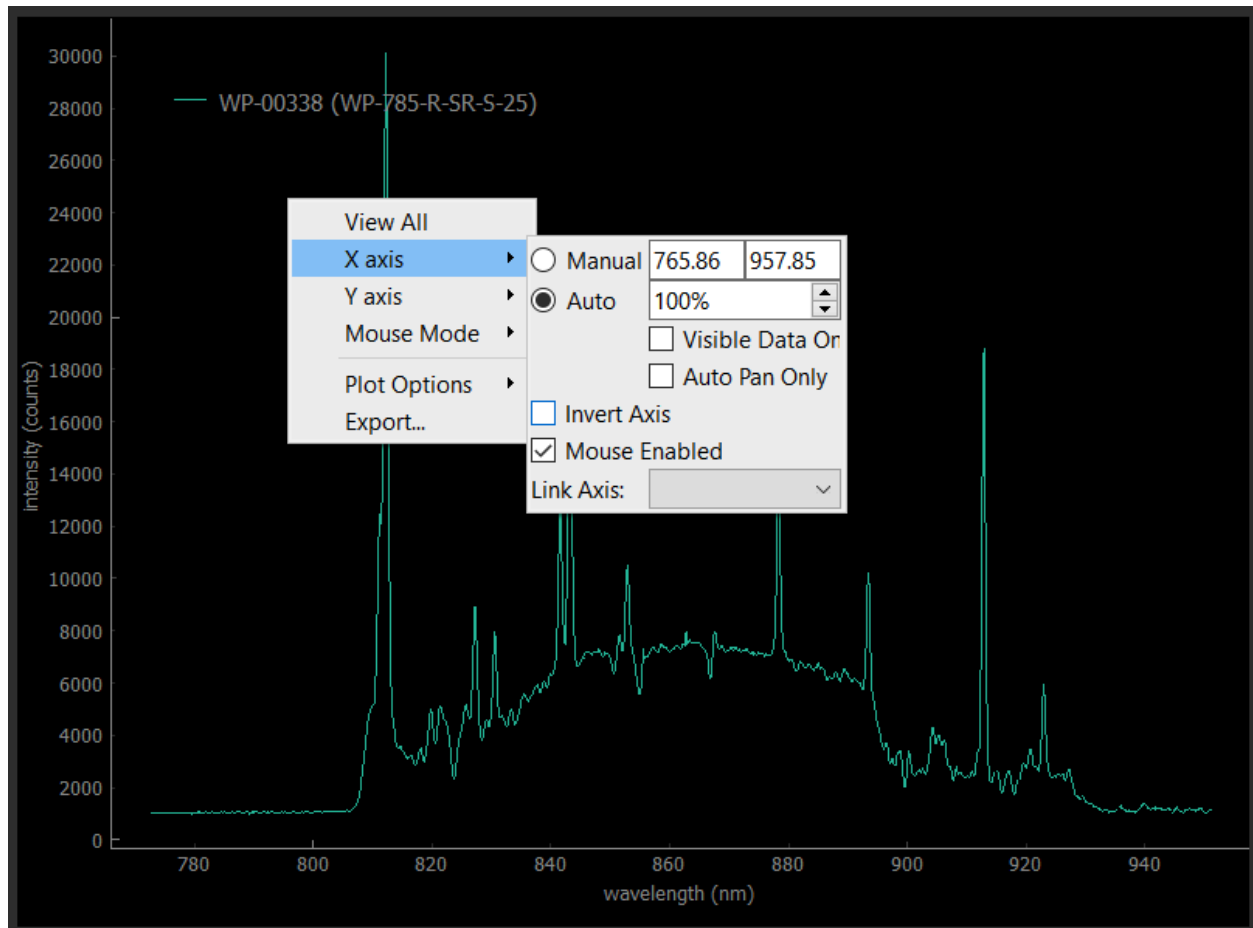 30000
WP-00338 (WP-785-R-SR-S-25)
28000
26000
24000
22000
20000
18000
16000
14000
12000
10000
8000
6000
4000
2000
0
intensity (counts)
View All
X axis
Y axis
Mouse Mode
Plot Options
Export...
Manual 765.86 957.85
Auto 100%
Visible Data Or
Auto Pan Only
Invert Axis
Mouse Enabled
Link Axis:
780 800 820 840 860 880 900 920 940
wavelength (nm)